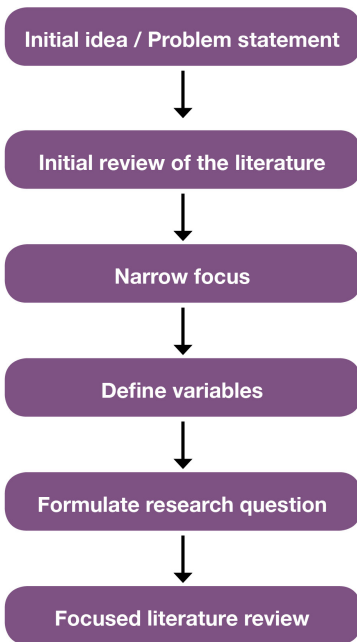 Initial idea / Problem statement
Initial review of the literature
Narrow focus
Define variables
Formulate research question
Focused literature review